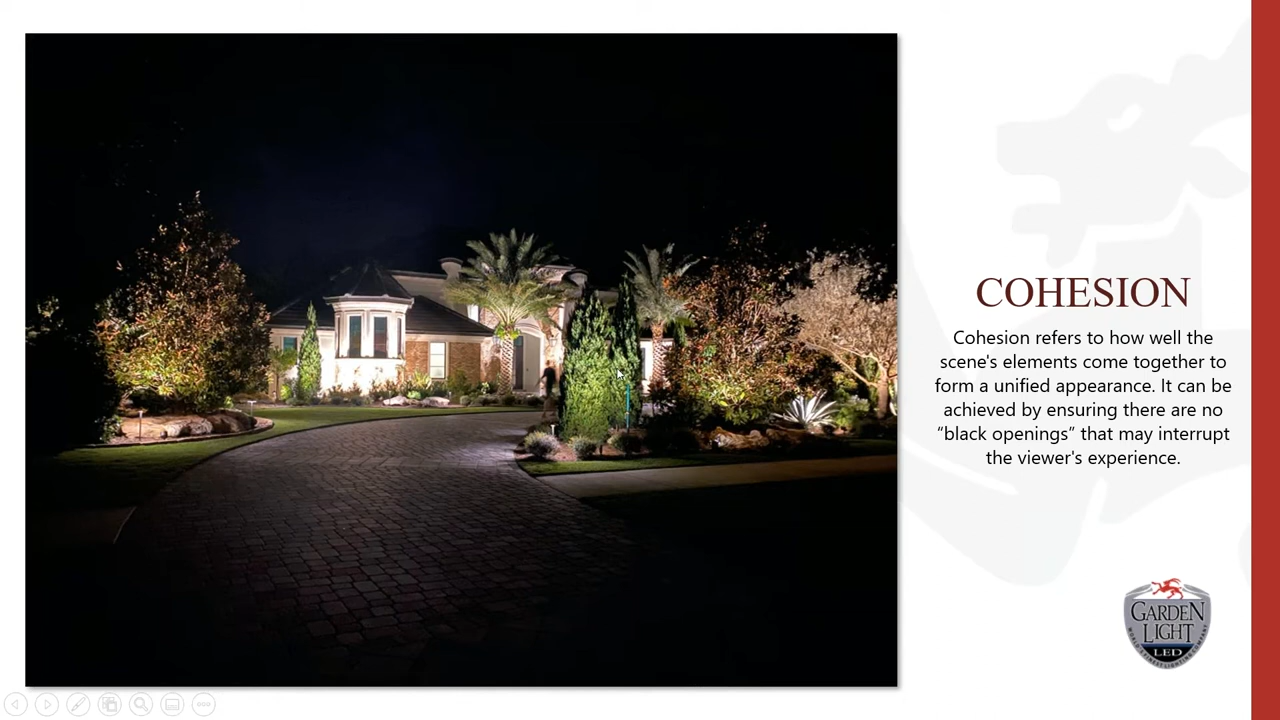 COHESION
Cohesion refers to how well the
scene's elements come together to
form a unified appearance. It can be
achieved by ensuring there are no
“black openings” that may interrupt
the viewer's experience.
GARDEN
LIGHT
LED